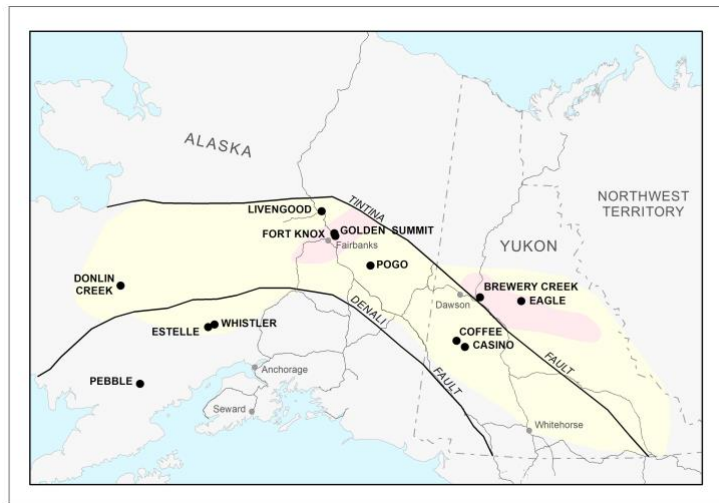 ALASKA
NORTHWEST
TERRITORY
TINTINA
LIVENGOOD
GOLDEN SUMMIT
FORT KNOX
Fairbanks
YUKON
POGO
DONLIN
CREEK
BREWERY CREEK
Dawson
EAGLE
DENALI
ESTELLE
WHISTLER
COFFEE
CASINO
FAULT
FAULT
Anchorage
PEBBLE
Seward
Whitehorse